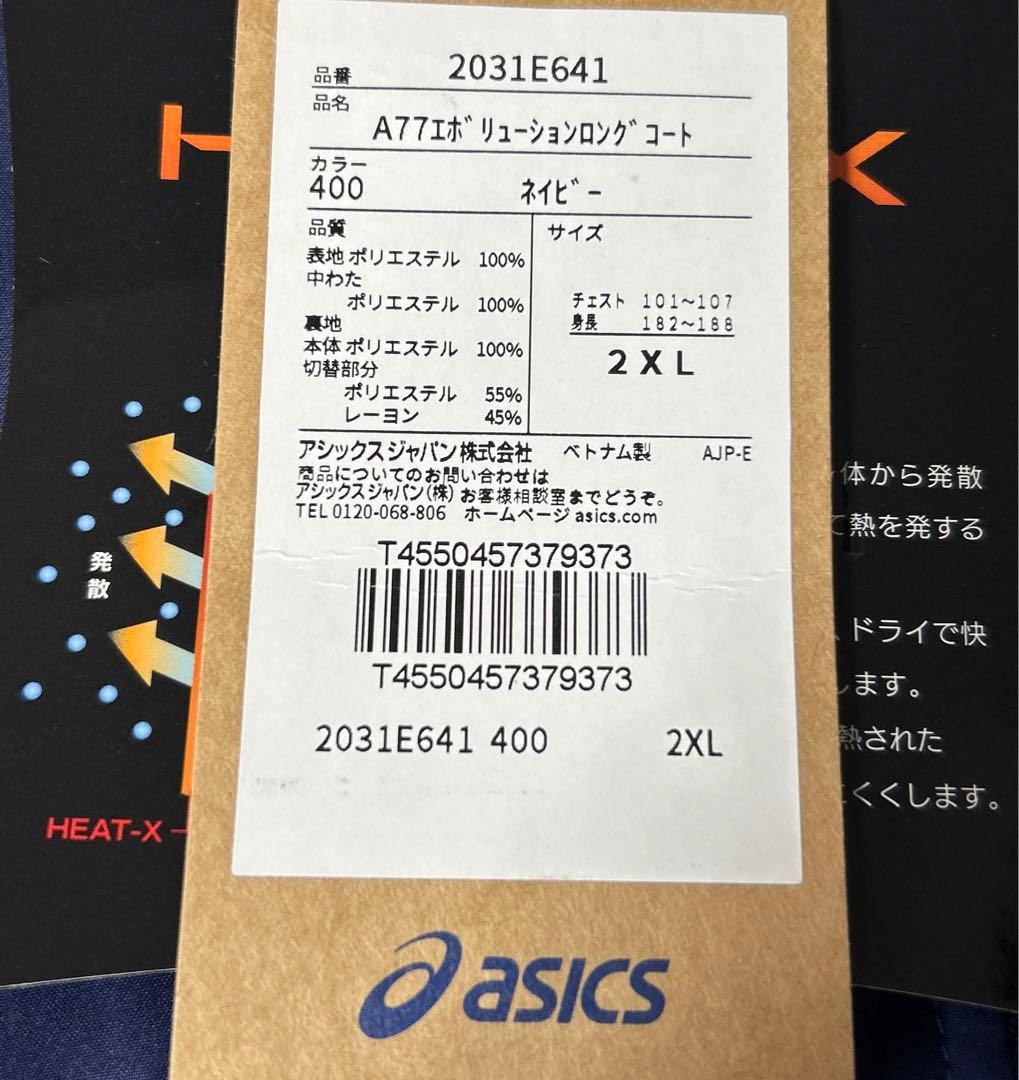 品番 2031E641
品名
A77エボリューションロングコート
カラー
400 ネイビー
品質
表地 ポリエステル 100%
中わた
ポリエステル 100%
裏地
本体 ポリエステル 100%
切替部分
ポリエステル 55%
レーヨン 45%
サイズ
チェスト 101~107
身長 182~188
2XL
アシックスジャパン株式会社 ベトナム製 AJP-E
商品についてのお問い合わせは
アシックスジャパン(株)お客様相談室までどうぞ。
TEL 0120-068-806 ホームページ asics.com
T4550457379373
T4550457379373
2031E641 400 2XL
asics
発散
HEAT-X
体から発散
て熱を発する
ドライで快
します。
熱された
にくくします。